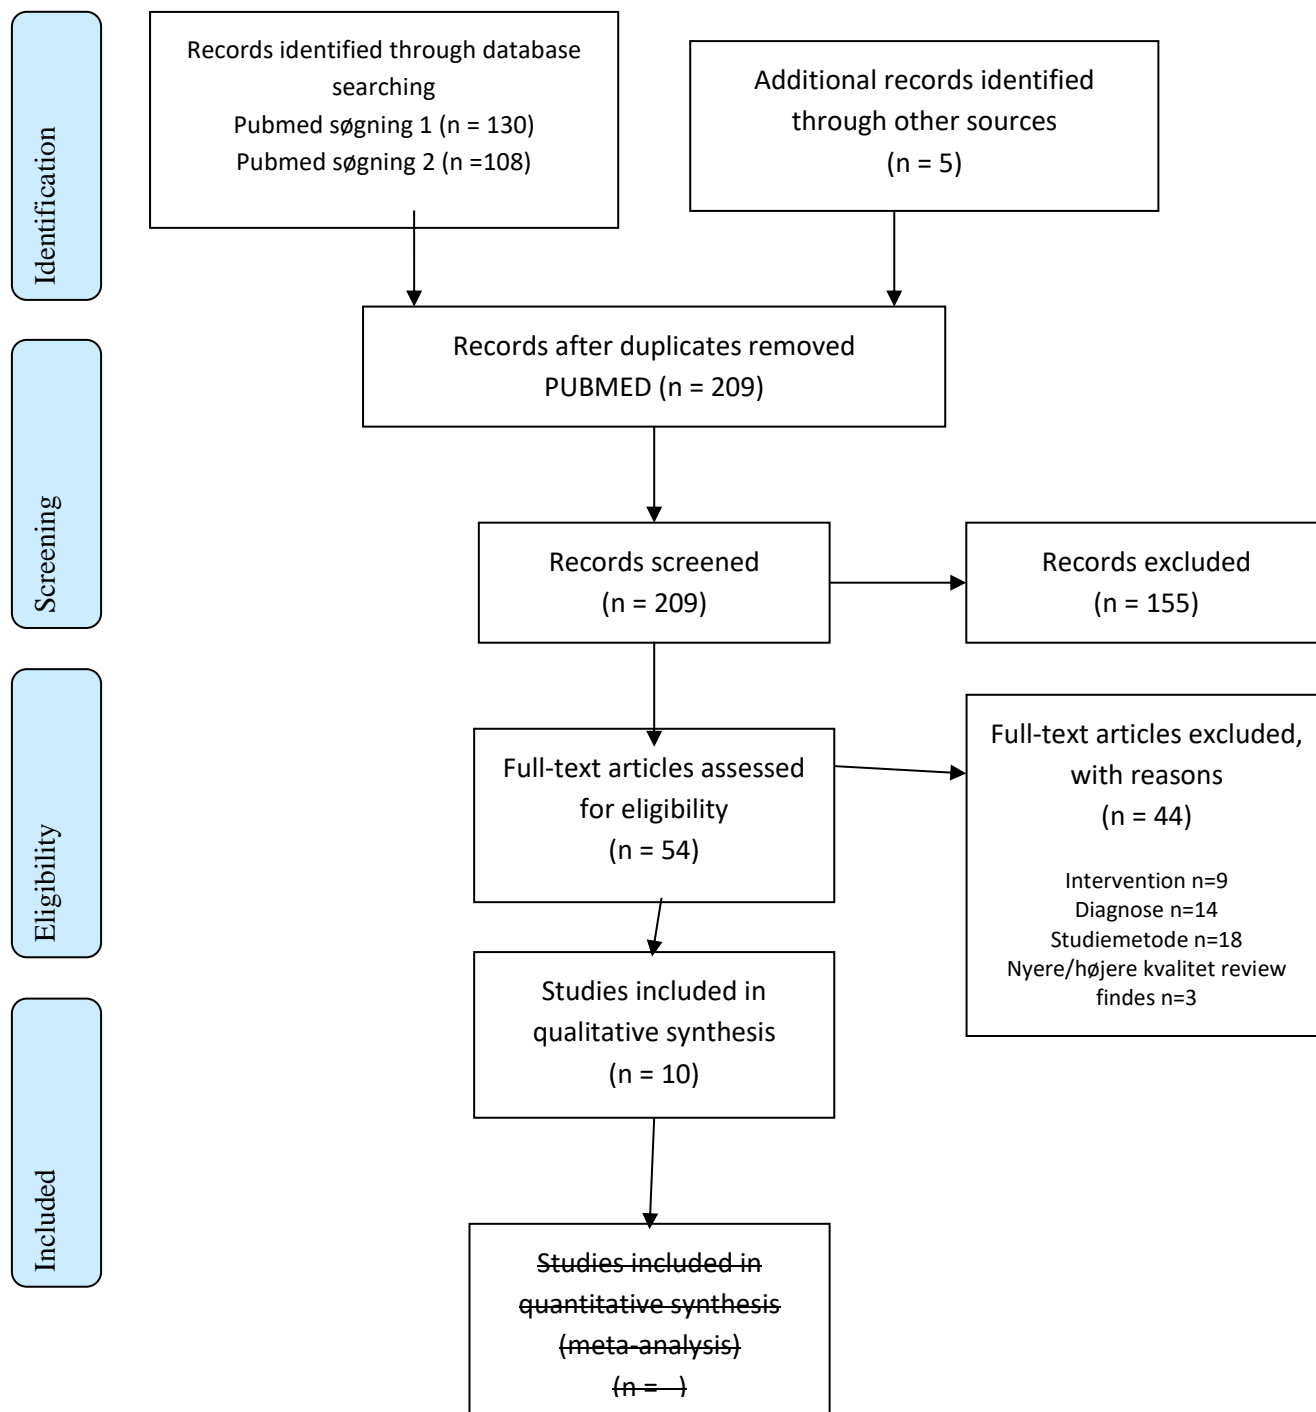 Identification
Records identified through database
searching
Pubmed søgning 1 (n = 130)
Pubmed søgning 2 (n =108)
Additional records identified
through other sources
(n = 5)
Records after duplicates removed
PUBMED (n = 209)
Screening
Records screened
(n = 209)
Records excluded
(n = 155)
Eligibility
Full-text articles assessed
for eligibility
(n = 54)
Full-text articles excluded,
with reasons
(n = 44)
Intervention n=9
Diagnose n=14
Studiemetode n=18
Nyere/højere kvalitet review
findes n=3
Studies included in
qualitative synthesis
(n = 10)
Included
Studies included in
quantitative synthesis
(meta-analysis)
(n = )